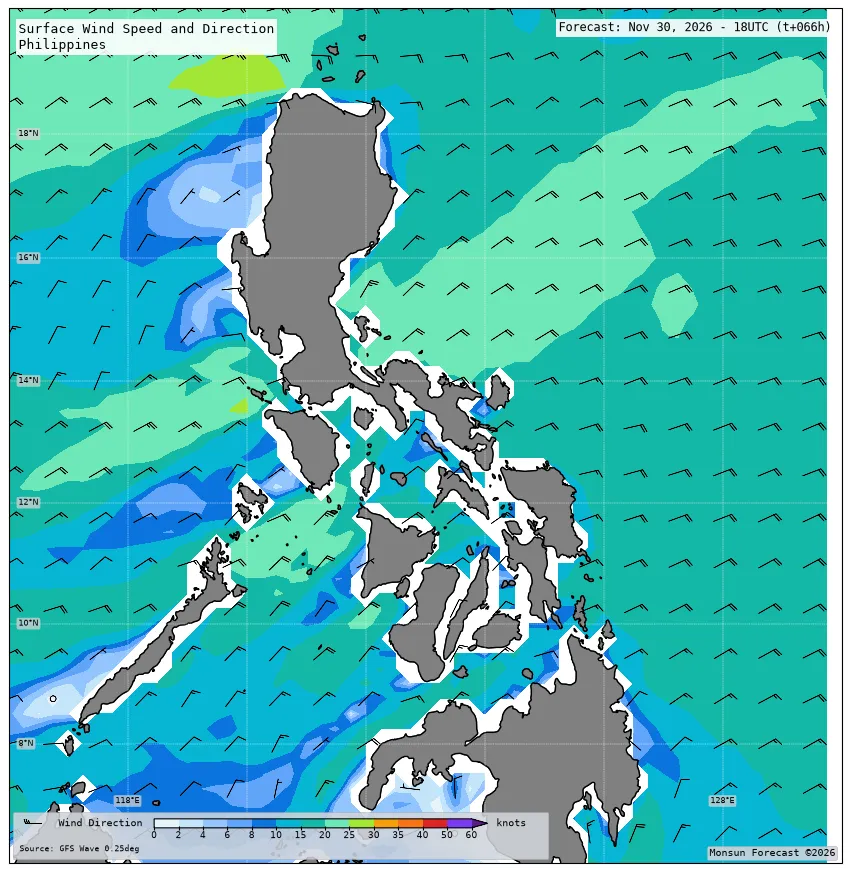 Surface Wind Speed and Direction
Philippines
Forecast: Nov 30, 2026 - 18UTC (t+066h)
18°N
16°N
14°N
12°N
10°N
8°N
118°E
128°E
Wind Direction
0 2 4 6 8 10 15 20 25 30 35 40 50 60 knots
Source: GFS Wave 0.25deg
Monsun Forecast ©2026